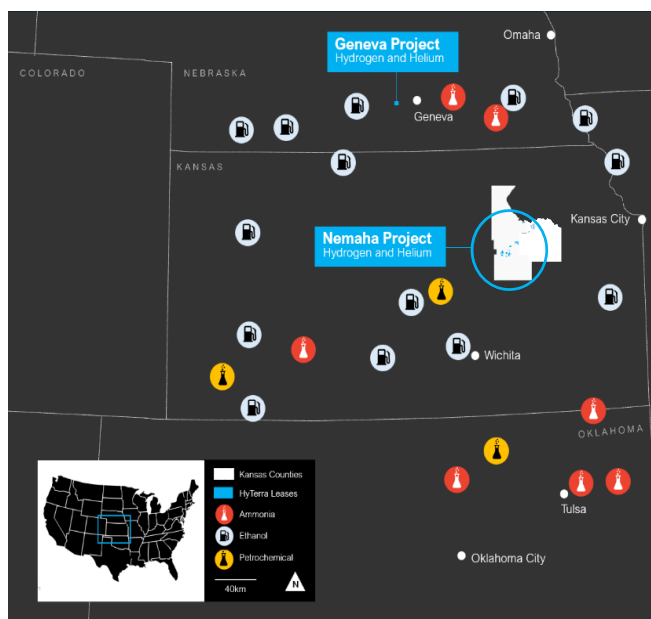 Omaha
Geneva Project
Hydrogen and Helium
COLORADO
NEBRASKA
Geneva
KANSAS
Kansas City
Nemaha Project
Hydrogen and Helium
Wichita
OKLAHOMA
Kansas Counties
HyTerra Leases
Ammonia
Ethanol
Petrochemical
40km
N
Tulsa
Oklahoma City